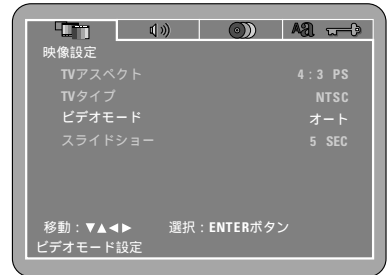 A あ
映像設定
TVアスペクト 4:3 PS
TVタイプ NTSC
ビデオモード オート
スライドショー 5 SEC
移動:▼▲◀▶ 選択:ENTERボタン
ビデオモード設定